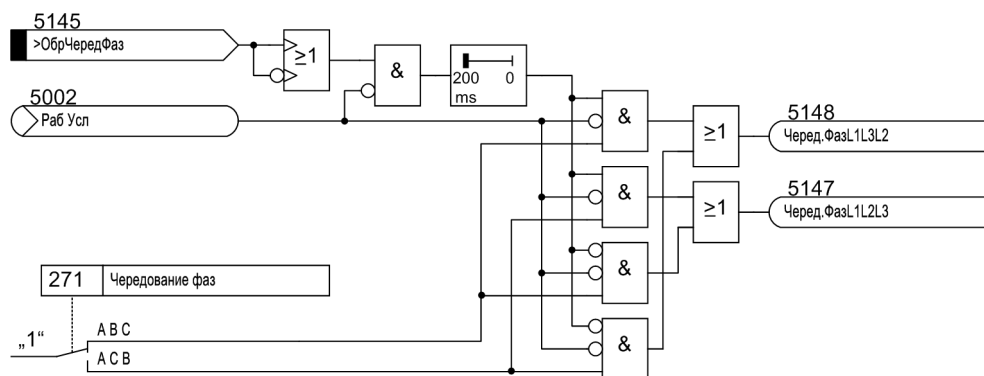 5145
>ОбрЧередФаз
≥1
&
200 0
ms
5002
Раб Усл
&
≥1
5148
Черед.ФазL1L3L2
&
≥1
5147
Черед.ФазL1L2L3
&
271 Чередование фаз
&
„1“
A B C
A C B